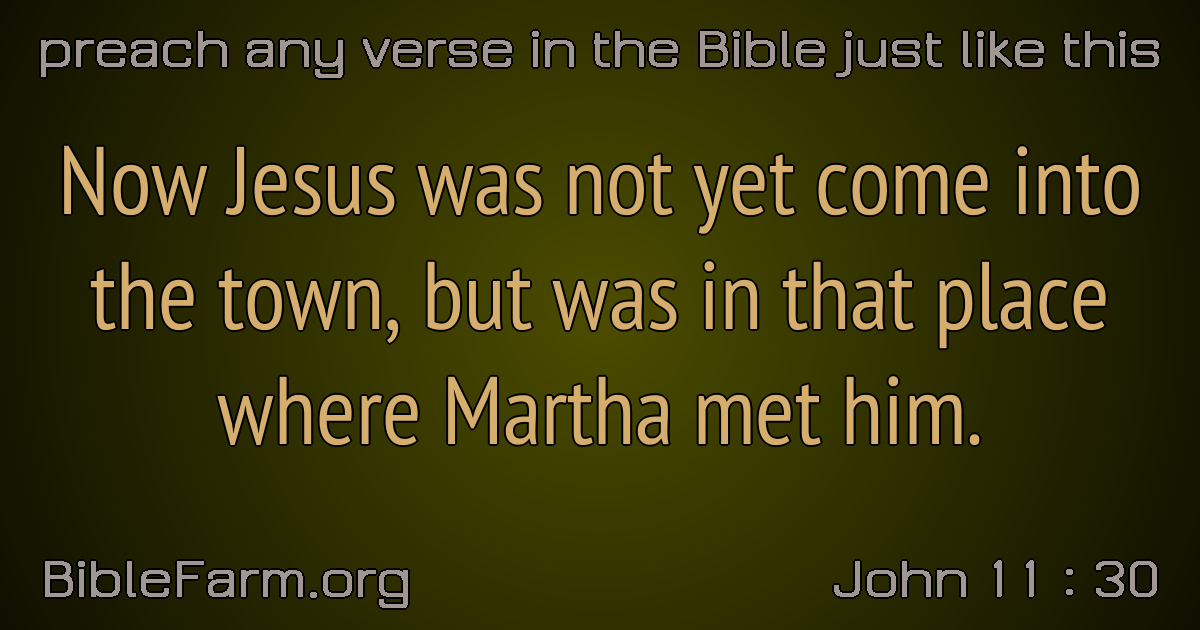 preach any verse in the Bible just like this
Now Jesus was not yet come into
the town, but was in that place
where Martha met him.
BibleFarm.org
John 11 : 30